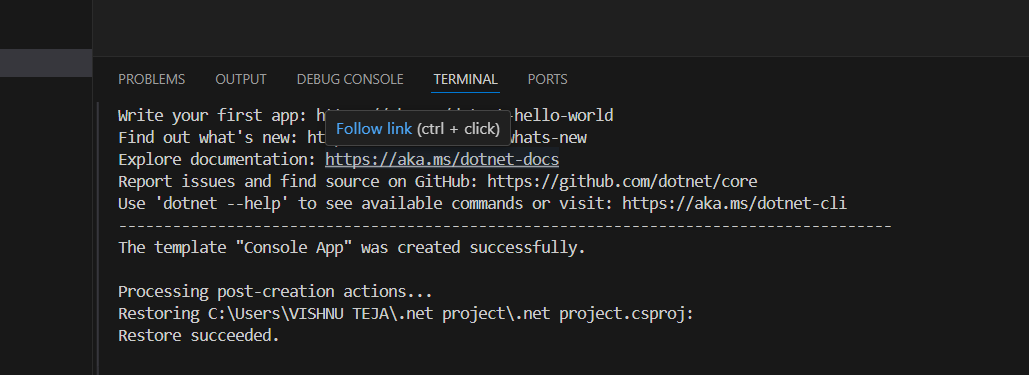 PROBLEMS OUTPUT DEBUG CONSOLE TERMINAL PORTS
Write your first app: -hello-world
Follow link (ctrl + click)
Find out what's new: whats-new
Explore documentation: https://aka.ms/dotnet-docs
Report issues and find source on GitHub: https://github.com/dotnet/core
Use 'dotnet --help' to see available commands or visit: https://aka.ms/dotnet-cli
--------------------------------------------------------------------------------------
The template "Console App" was created successfully.
Processing post-creation actions...
Restoring C:\Users\VISHNU TEJA\.net project\.net project.csproj:
Restore succeeded.